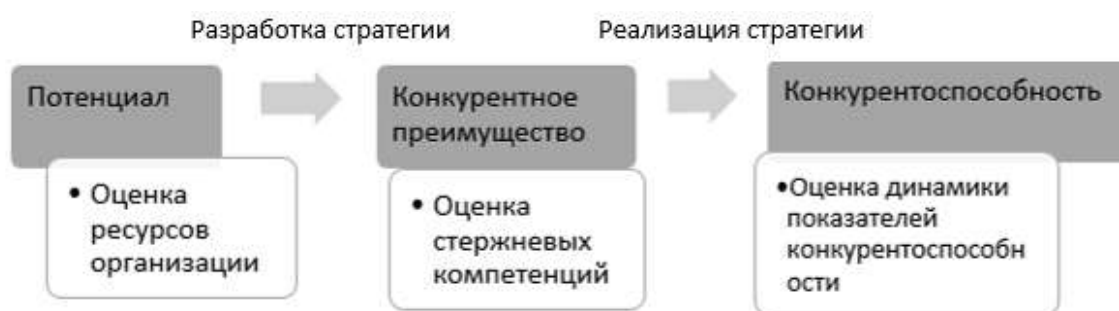 Разработка стратегии
Реализация стратегии
Потенциал
Конкурентное
преимущество
Конкурентоспособность
• Оценка
ресурсов
организации
• Оценка
стержневых
компетенций
•Оценка динамики
показателей
конкурентоспособн
ости